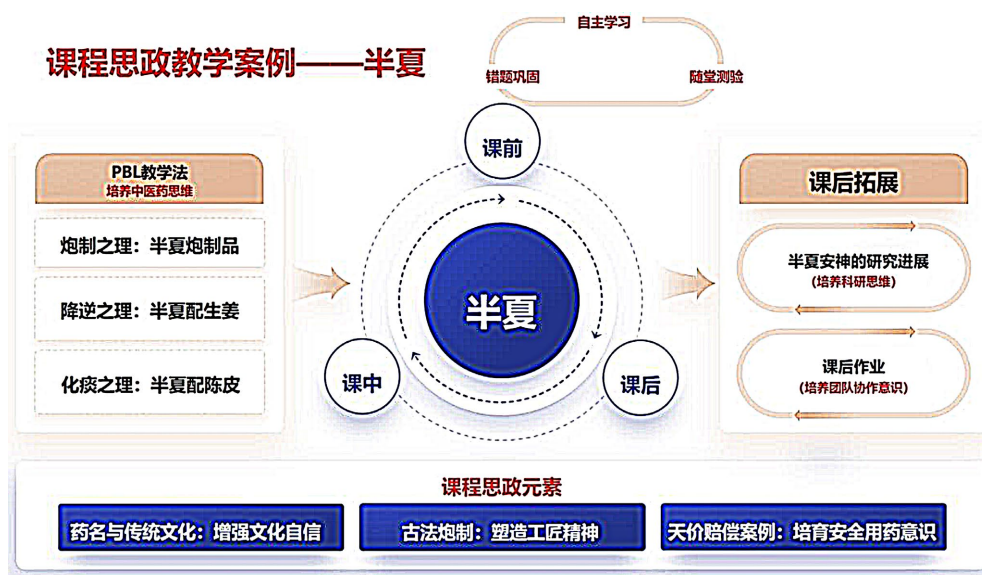 课程思政教学案例——半夏
自主学习
错题巩固
随堂测验
课前
PBL教学法
培养中医药思维
炮制之理：半夏炮制品
降逆之理：半夏配生姜
化痰之理：半夏配陈皮
半夏
课中
课后
课后拓展
半夏安神的研究进展
(培养科研思维)
课后作业
(培养团队协作意识)
课程思政元素
药名与传统文化：增强文化自信
古法炮制：塑造工匠精神
天价赔偿案例：培育安全用药意识